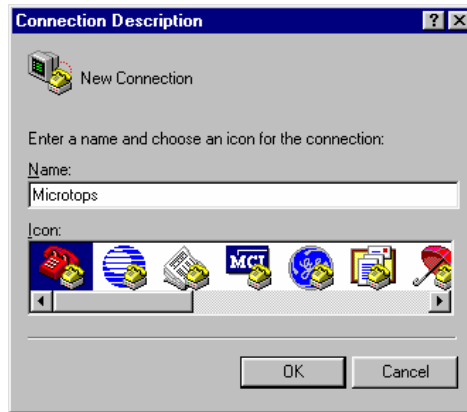 Connection Description
New Connection
Enter a name and choose an icon for the connection:
Name:
Microtops
Icon:
MCI
OK Cancel